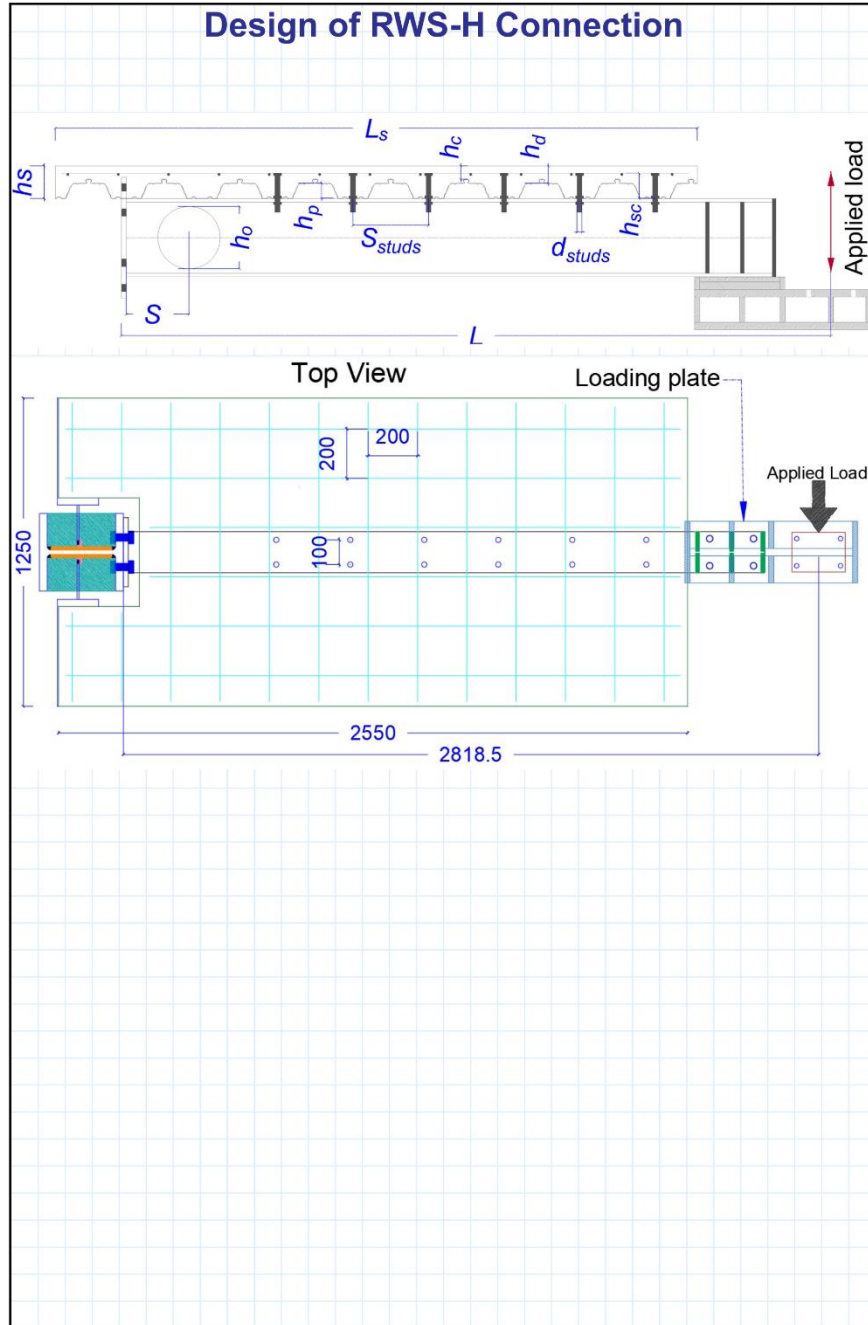 Design of RWS-H Connection
Ls
hs
hc
hd
hp
ho
Sstuds
dstuds
hsc
Applied load
S
L
Top View
Loading plate
200
200
Applied Load
1250
100
2550
2818.5